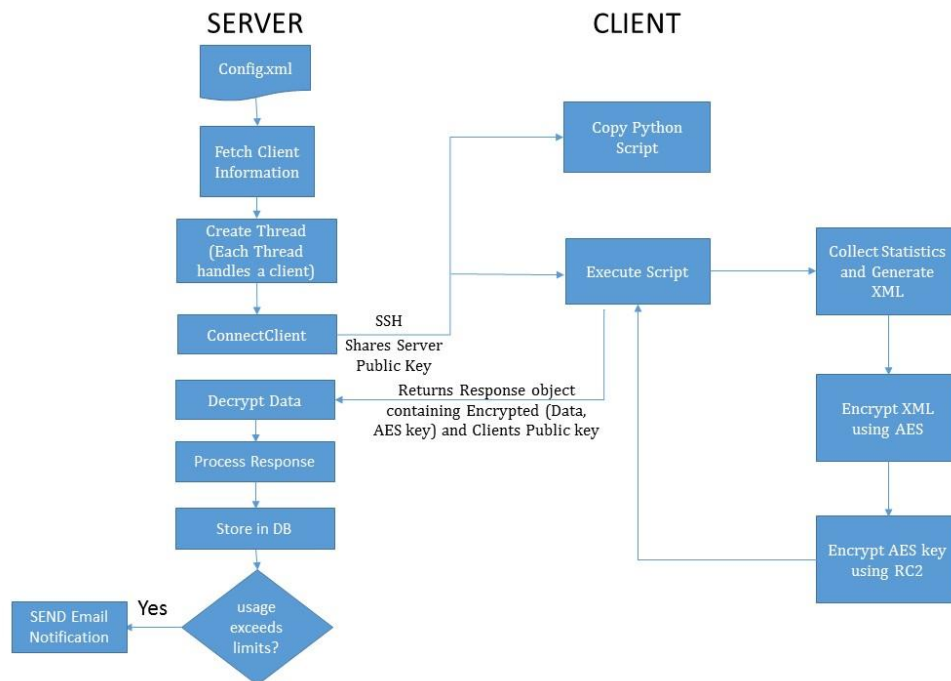 SERVER
CLIENT
Config.xml
Fetch Client
Information
Create Thread
(Each Thread
handles a client)
ConnectClient
SSH
Shares Server
Public Key
Copy Python
Script
Execute Script
Collect Statistics
and Generate
XML
Encrypt XML
using AES
Encrypt AES key
using RC2
Returns Response object
containing Encrypted (Data,
AES key) and Clients Public key
Decrypt Data
Process Response
Store in DB
usage
exceeds
limits?
Yes
SEND Email
Notification